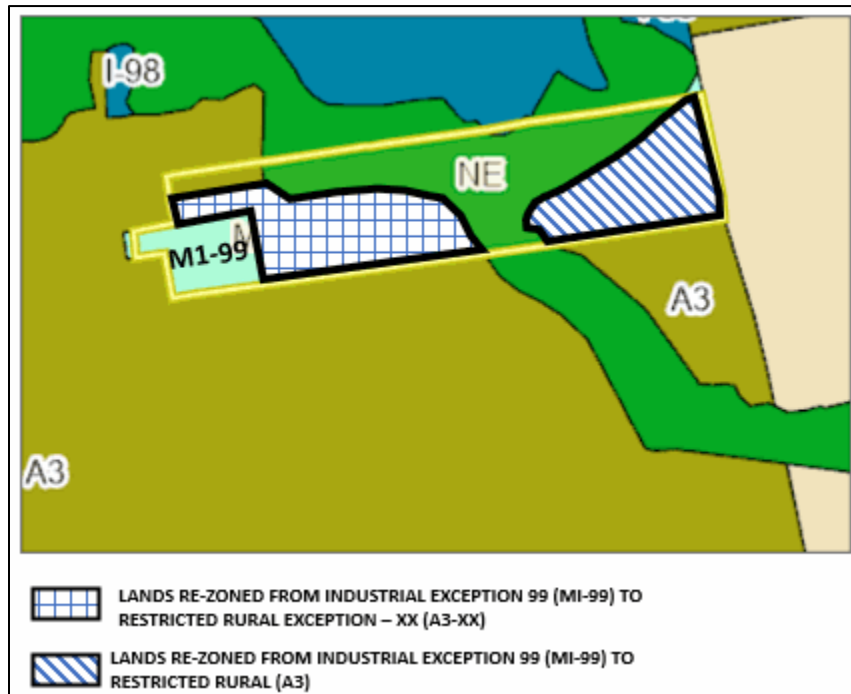 I-98
NE
M1-99
A3
A3
LANDS RE-ZONED FROM INDUSTRIAL EXCEPTION 99 (MI-99) TO
RESTRICTED RURAL EXCEPTION – XX (A3-XX)
LANDS RE-ZONED FROM INDUSTRIAL EXCEPTION 99 (MI-99) TO
RESTRICTED RURAL (A3)